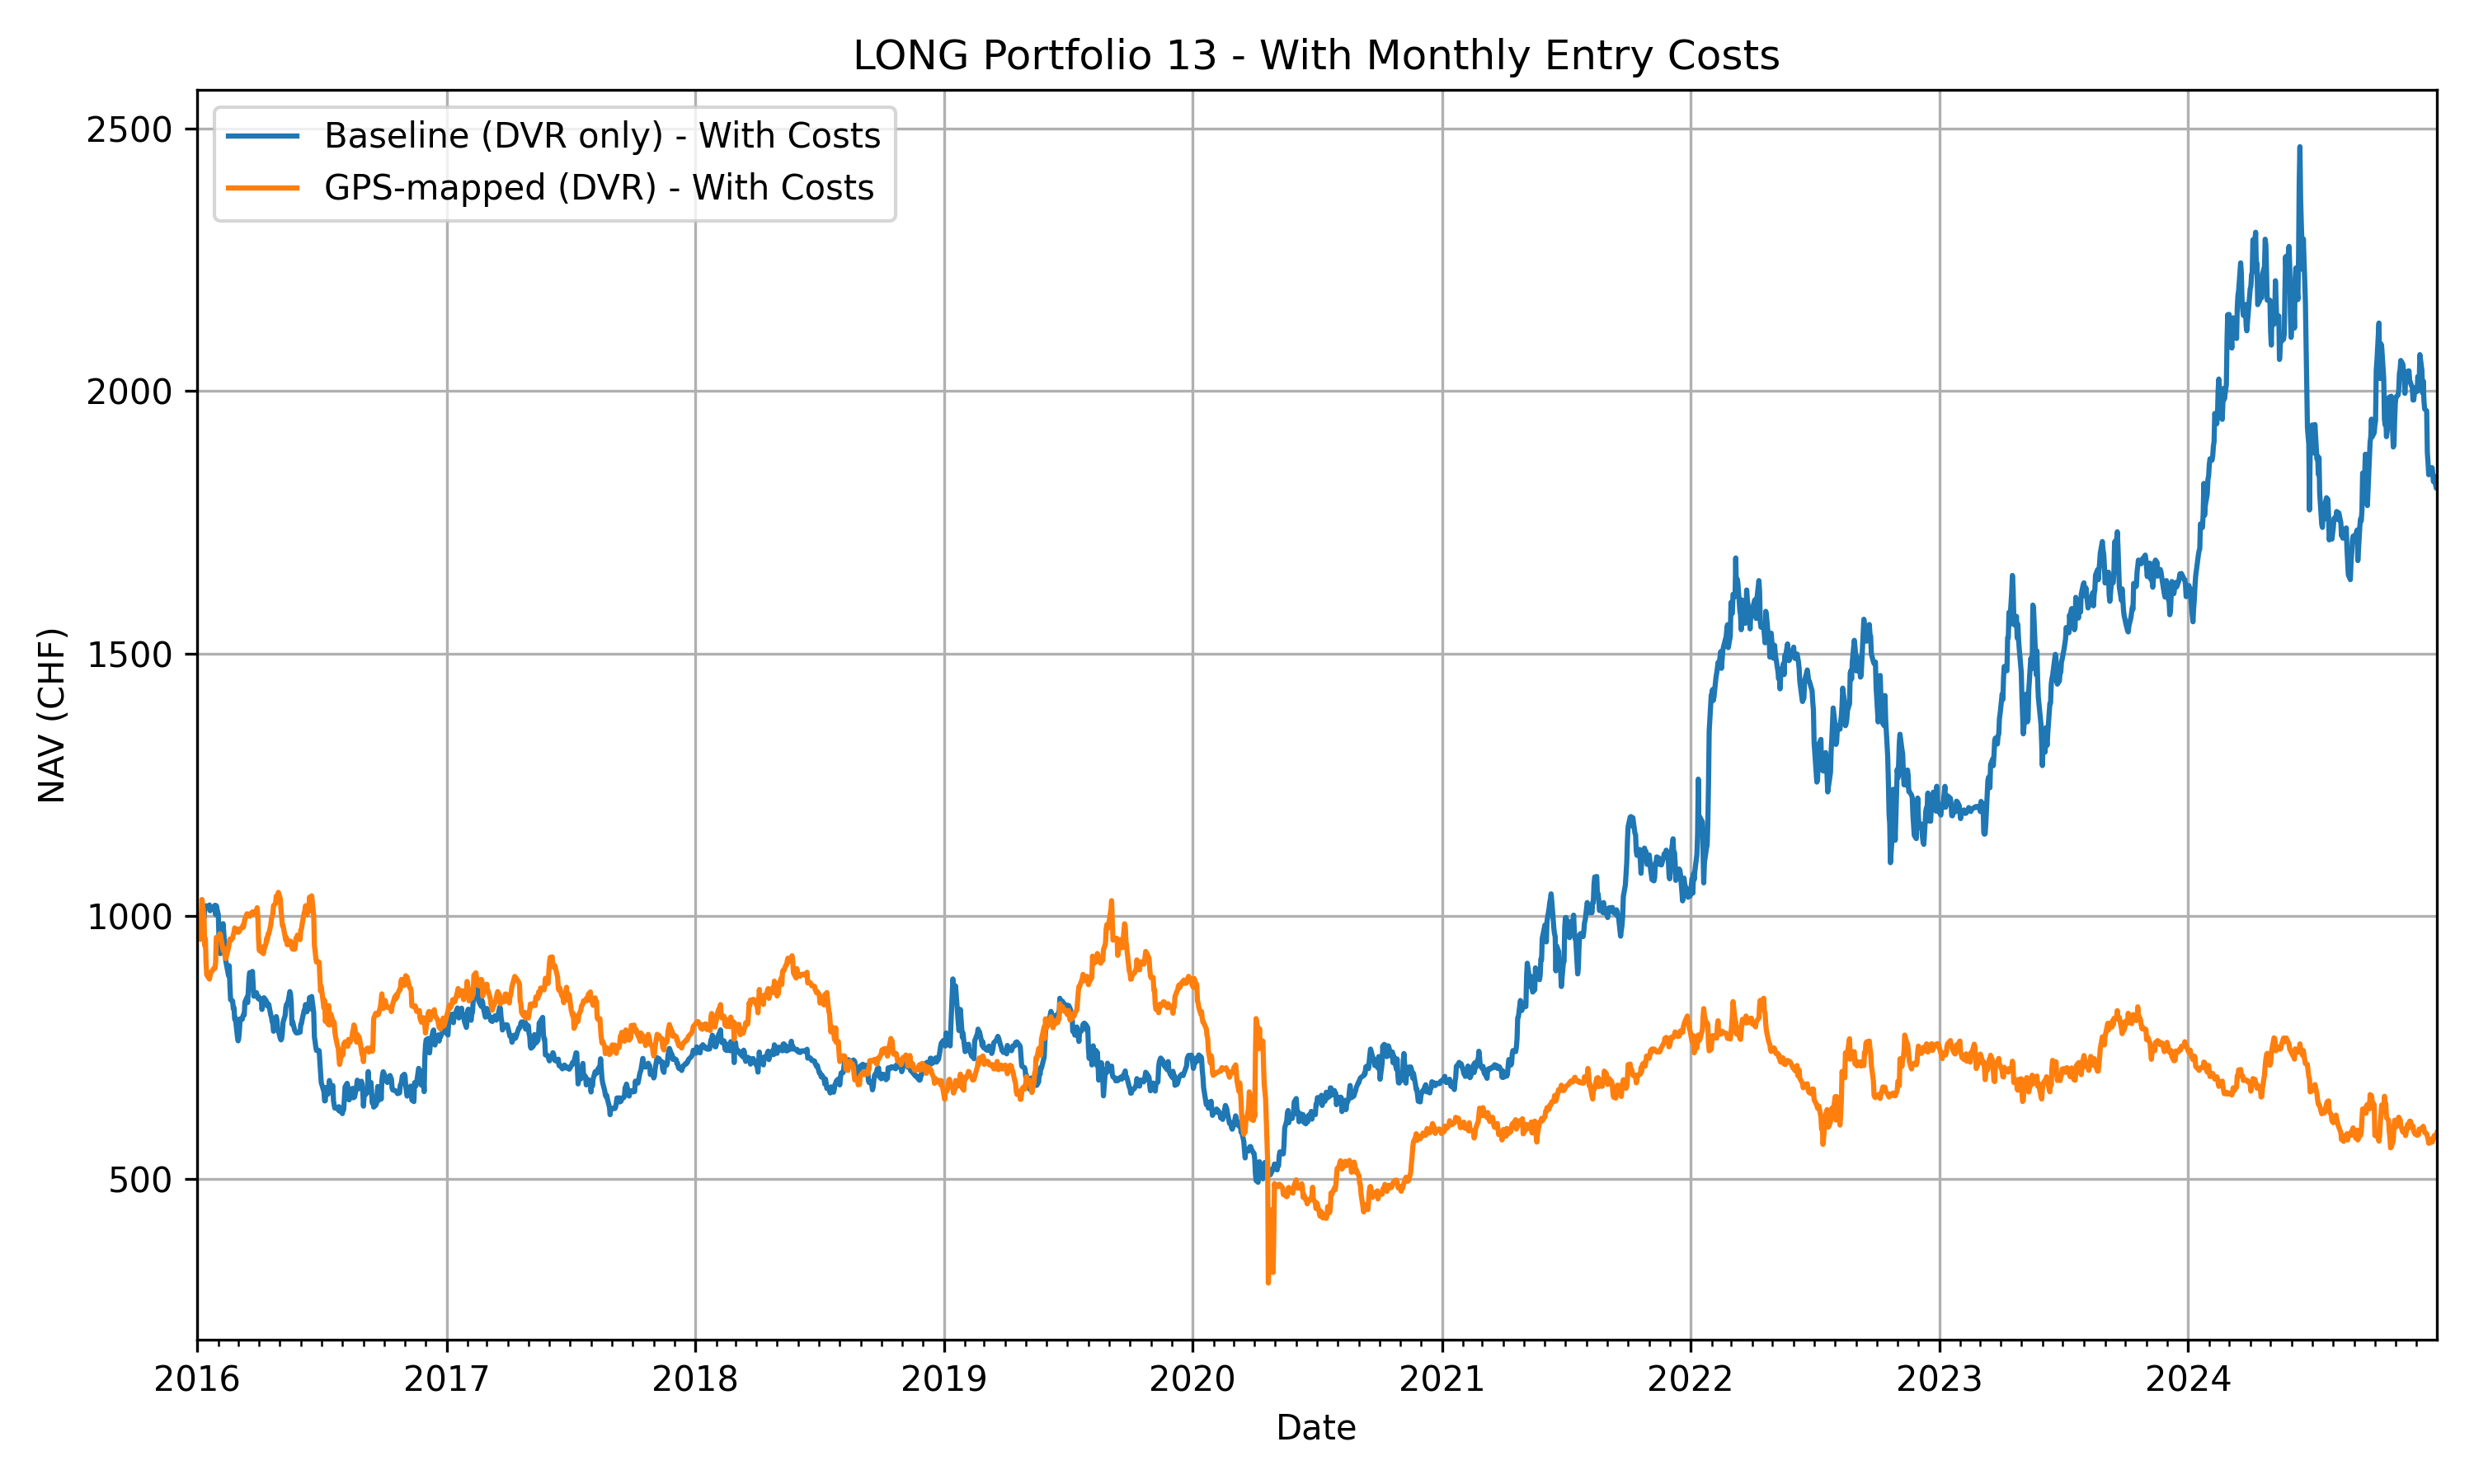 LONG Portfolio 13 - With Monthly Entry Costs
Baseline (DVR only) - With Costs
GPS-mapped (DVR) - With Costs
2500
2000
1500
1000
500
NAV (CHF)
2016 2017 2018 2019 2020 2021 2022 2023 2024
Date